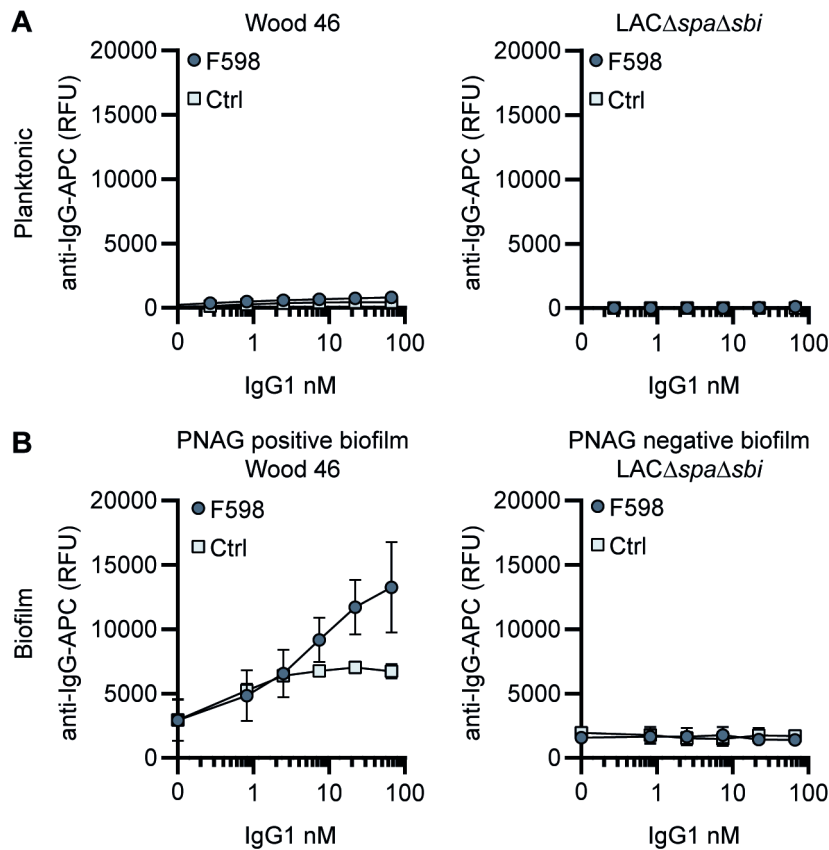 A
Wood 46
LACΔspaΔsbi
Planktonic
anti-IgG-APC (RFU)
20000
15000
10000
5000
0
F598
Ctrl
0
1
10
100
IgG1 nM
anti-IgG-APC (RFU)
20000
15000
10000
5000
0
F598
Ctrl
0
1
10
100
IgG1 nM
B
PNAG positive biofilm
Wood 46
PNAG negative biofilm
LACΔspaΔsbi
Biofilm
anti-IgG-APC (RFU)
20000
15000
10000
5000
0
F598
Ctrl
0
1
10
100
IgG1 nM
anti-IgG-APC (RFU)
20000
15000
10000
5000
0
F598
Ctrl
0
1
10
100
IgG1 nM